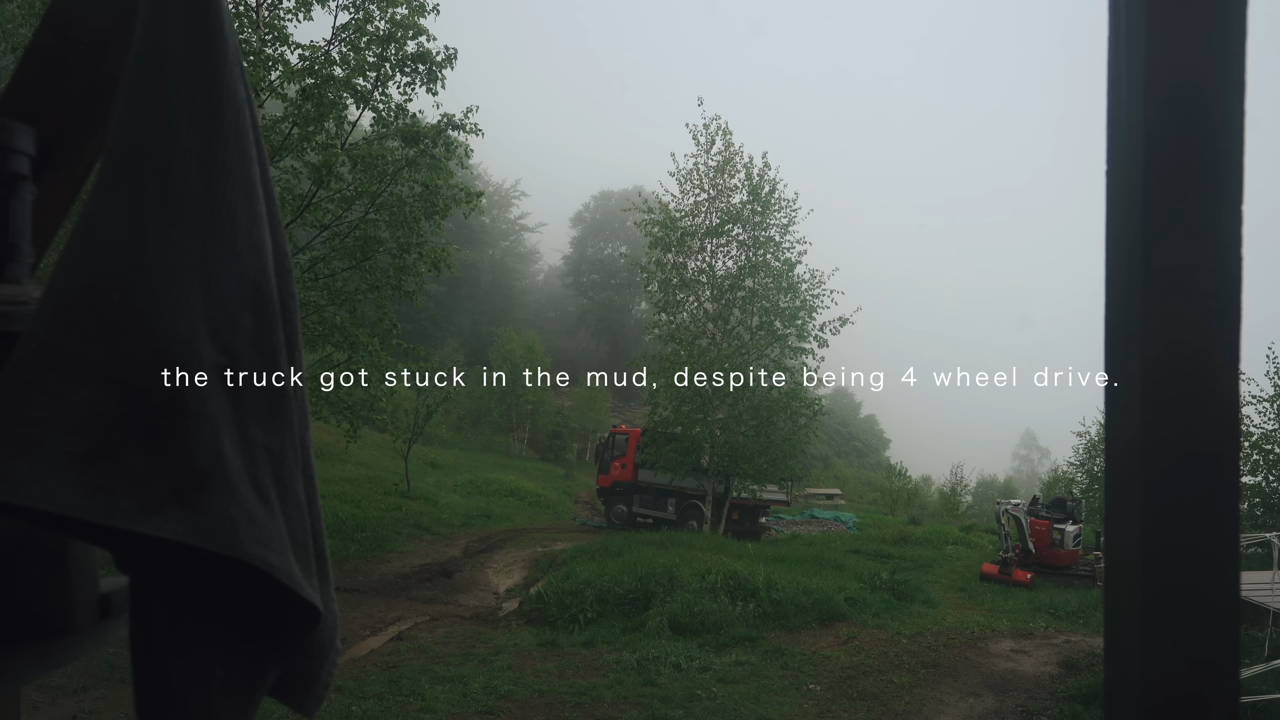 the truck got stuck in the mud, despite being 4 wheel drive.